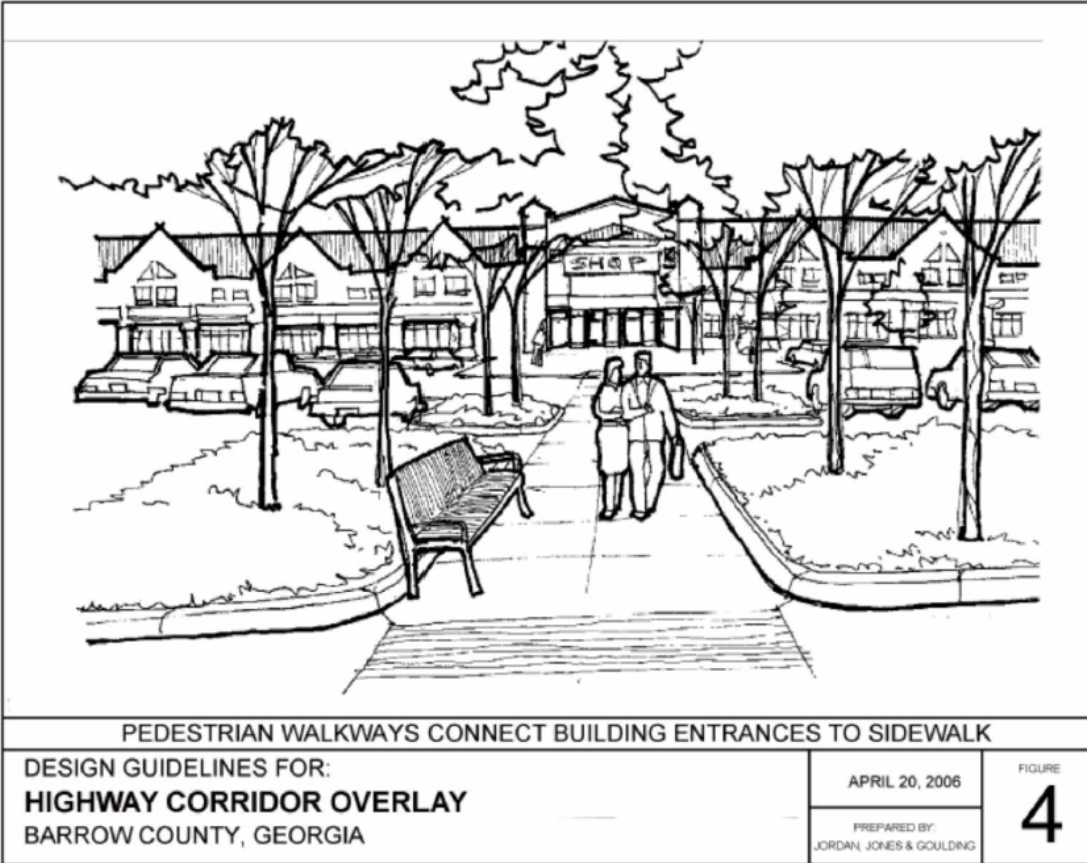 SHOP
PEDESTRIAN WALKWAYS CONNECT BUILDING ENTRANCES TO SIDEWALK
DESIGN GUIDELINES FOR:
HIGHWAY CORRIDOR OVERLAY
BARROW COUNTY, GEORGIA
APRIL 20, 2006
PREPARED BY:
JORDAN, JONES & GOULDING
FIGURE
4